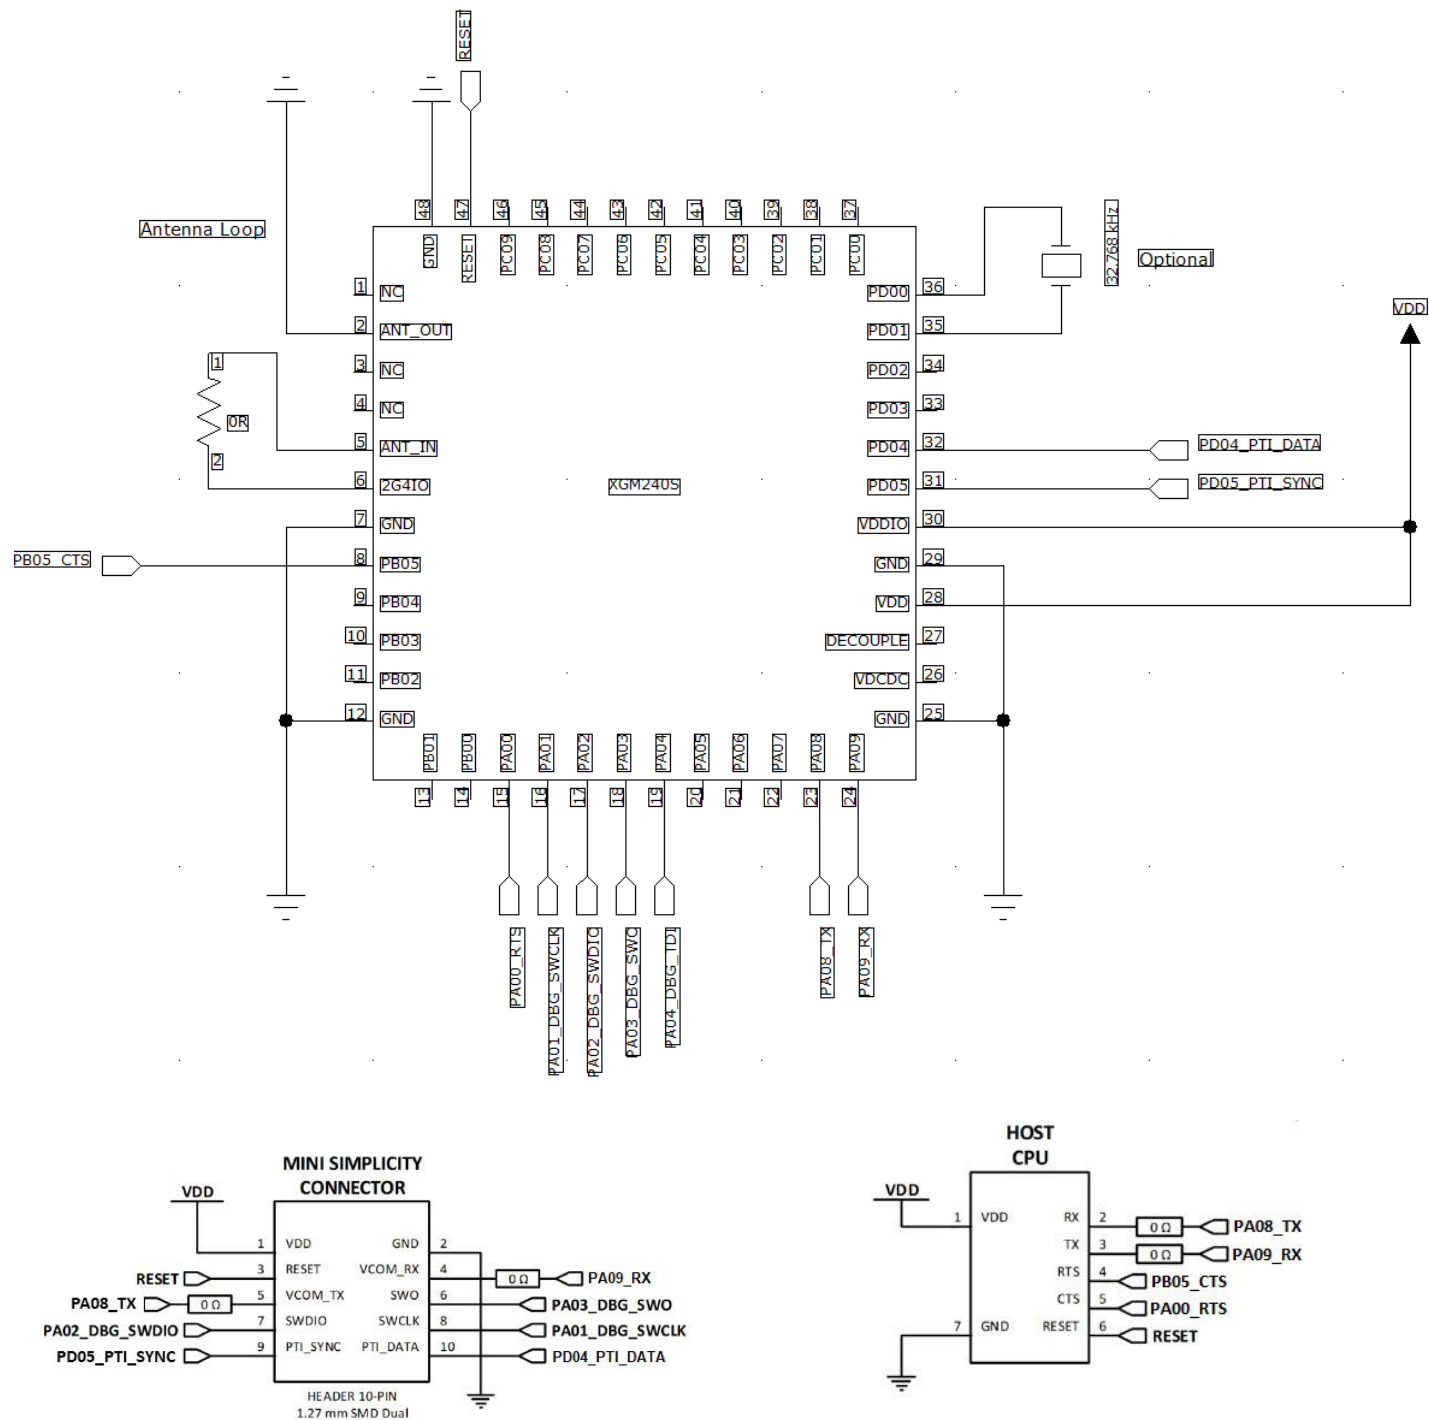 RESET
48
47
46
45
44
43
42
41
40
39
38
37
GND
RESET
PC09
PC08
PC07
PC06
PC05
PC04
PC03
PC02
PC01
PC00
Antenna Loop
32.768 kHz
Optional
VDD
1 NC
PD00 36
2 ANT_OUT
PD01 35
3 NC
PD02 34
1
4 NC
PD03 33
0R
5 ANT_IN
PD04 32
PD04_PTI_DATA
2
6 2G4IO
XGM240S
PD05 31
PD05_PTI_SYNC
7 GND
VDDIO 30
PB05_CTS
8 PB05
GND 29
9 PB04
VDD 28
10 PB03
DECOUPLE 27
11 PB02
VDCDC 26
12 GND
GND 25
PB01
PB00
PA00
PA01
PA02
PA03
PA04
PA05
PA06
PA07
PA08
PA09
13
14
15
16
17
18
19
20
21
22
23
24
PA00_RTS
PA01_DBG_SWCLK
PA02_DBG_SWDIO
PA03_DBG_SWO
PA04_DBG_TDI
PA08_TX
PA09_RX
MINI SIMPLICITY
CONNECTOR
VDD
1 VDD GND 2
RESET 3 RESET VCOM_RX 4 0 Ω PA09_RX
PA08_TX 0 Ω 5 VCOM_TX SWO 6 PA03_DBG_SWO
PA02_DBG_SWDIO 7 SWDIO SWCLK 8 PA01_DBG_SWCLK
PD05_PTI_SYNC 9 PTI_SYNC PTI_DATA 10 PD04_PTI_DATA
HEADER 10-PIN
1.27 mm SMD Dual
HOST
CPU
VDD
1 VDD RX 2 0 Ω PA08_TX
TX 3 0 Ω PA09_RX
RTS 4 PB05_CTS
CTS 5 PA00_RTS
7 GND RESET 6 RESET